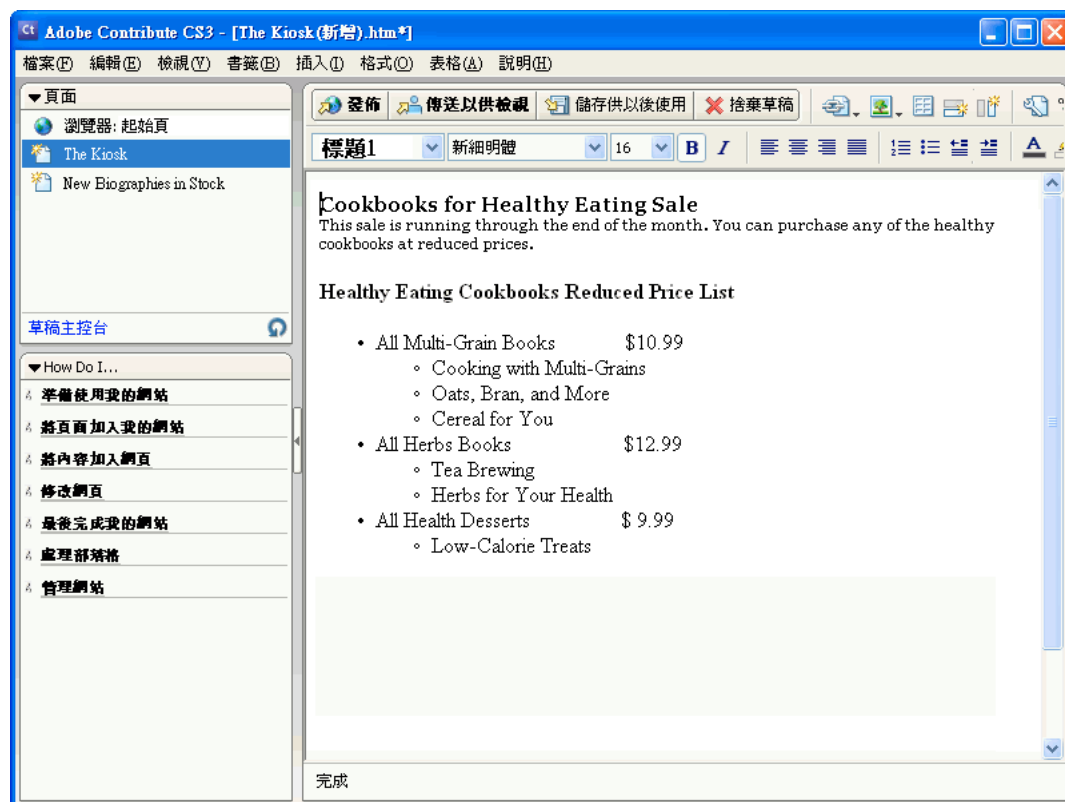 Ct Adobe Contribute CS3 - [The Kiosk(新增).htm*]
檔案(F) 編輯(E) 檢視(V) 書籤(B) 插入(I) 格式(O) 表格(A) 說明(H)
頁面
瀏覽器: 起始頁
The Kiosk
New Biographies in Stock
草稿主控台
How Do I...
準備使用我的網站
將頁面加入我的網站
將內容加入網頁
修改網頁
最後完成我的網站
處理部落格
管理網站
發佈 傳送以供檢視 儲存供以後使用 捨棄草稿
標題1 新細明體 16 B I A
Cookbooks for Healthy Eating Sale
This sale is running through the end of the month. You can purchase any of the healthy
cookbooks at reduced prices.
Healthy Eating Cookbooks Reduced Price List
• All Multi-Grain Books $10.99
◦ Cooking with Multi-Grains
◦ Oats, Bran, and More
◦ Cereal for You
• All Herbs Books $12.99
◦ Tea Brewing
◦ Herbs for Your Health
• All Health Desserts $ 9.99
◦ Low-Calorie Treats
完成